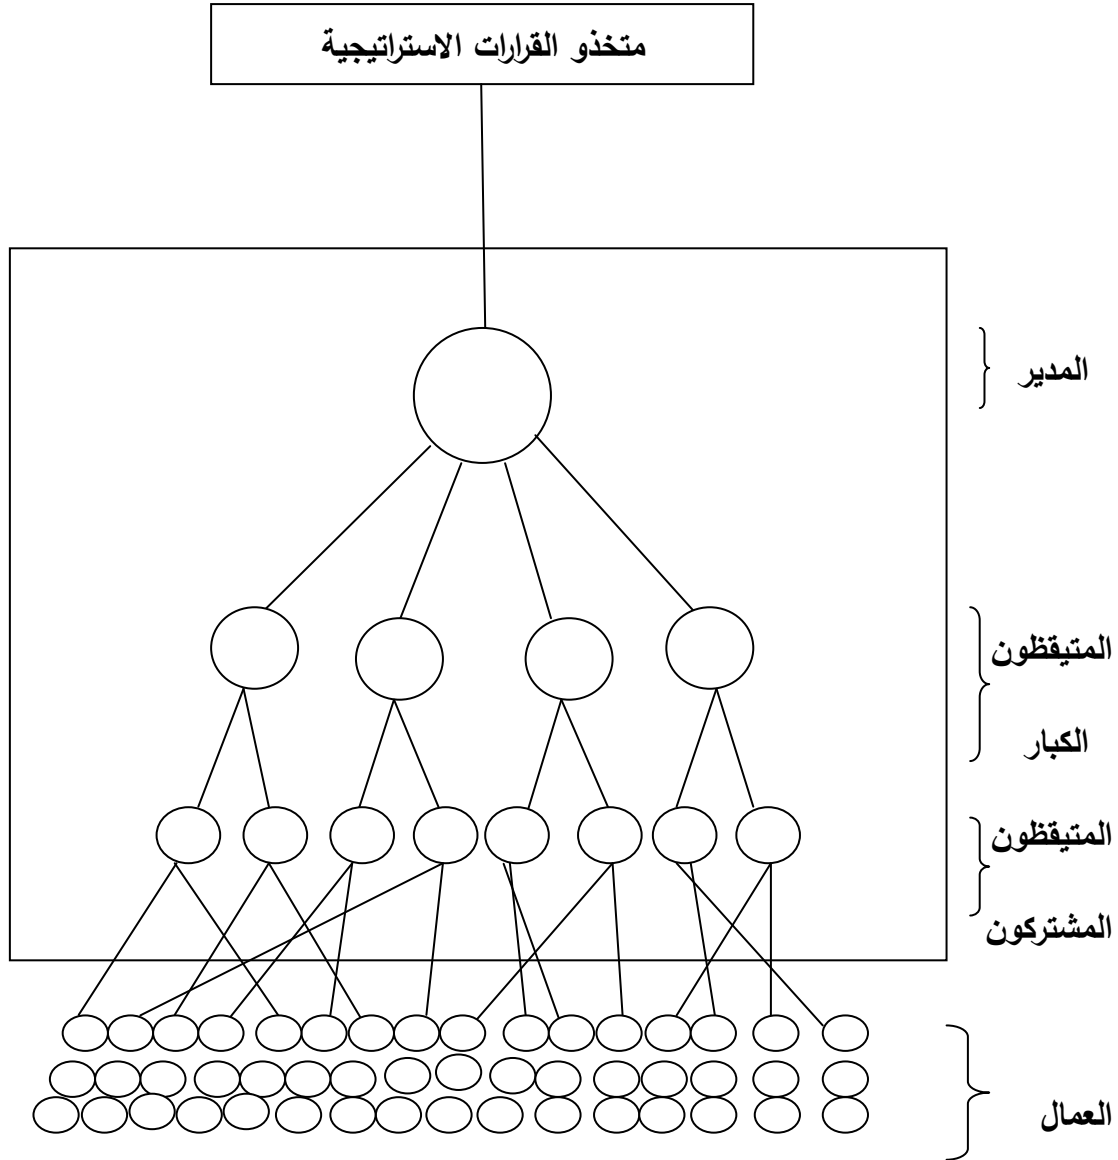 متخذو القرارات الاستراتيجية
المدير
المتيقظون
الكبار
المتيقظون
المشتركون
العمال